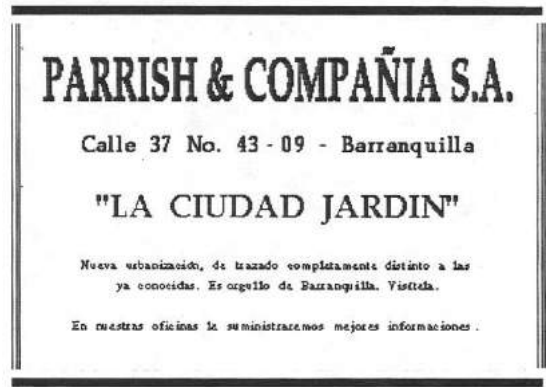 PARRISH & COMPAÑIA S.A.
Calle 37 No. 43 - 09 - Barranquilla
"LA CIUDAD JARDIN"
Nueva urbanización, de trazado completamente distinto a las
ya conocidas. Es orgullo de Barranquilla. Visítela.
En nuestras oficinas le suministraremos mejores informaciones .